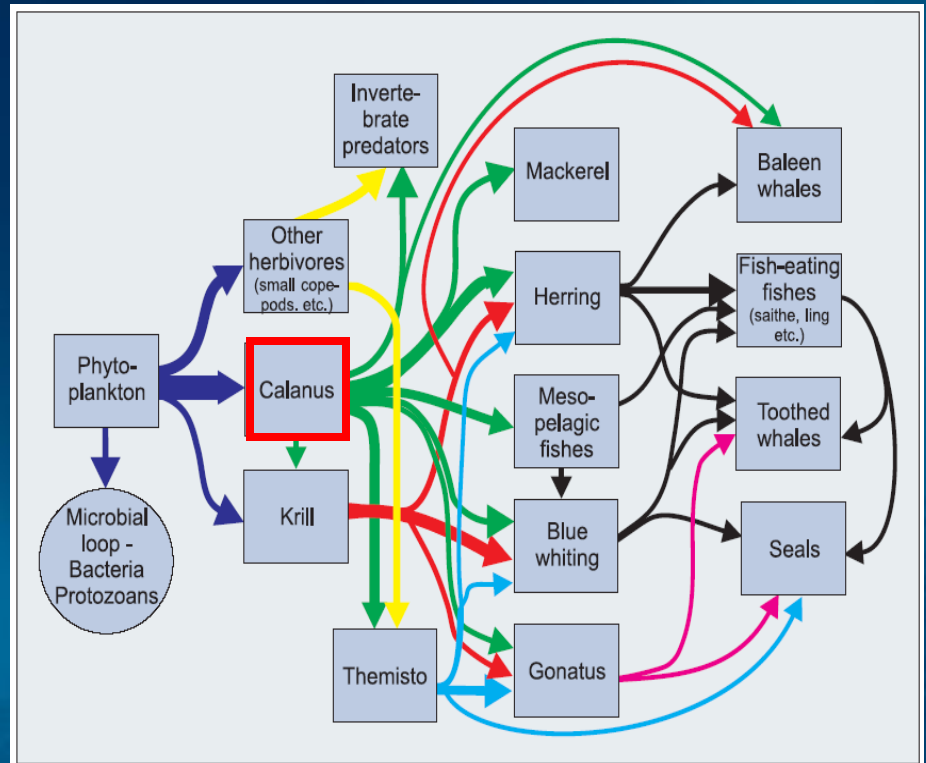 Inverte-
brate
predators
Mackerel
Baleen
whales
Other
herbivores
(small cope-
pods. etc.)
Herring
Fish-eating
fishes
(saithe, ling
etc.)
Phyto-
plankton
Calanus
Meso-
pelagic
fishes
Toothed
whales
Microbial
loop -
Bacteria
Protozoans
Krill
Blue
whiting
Seals
Themisto
Gonatus